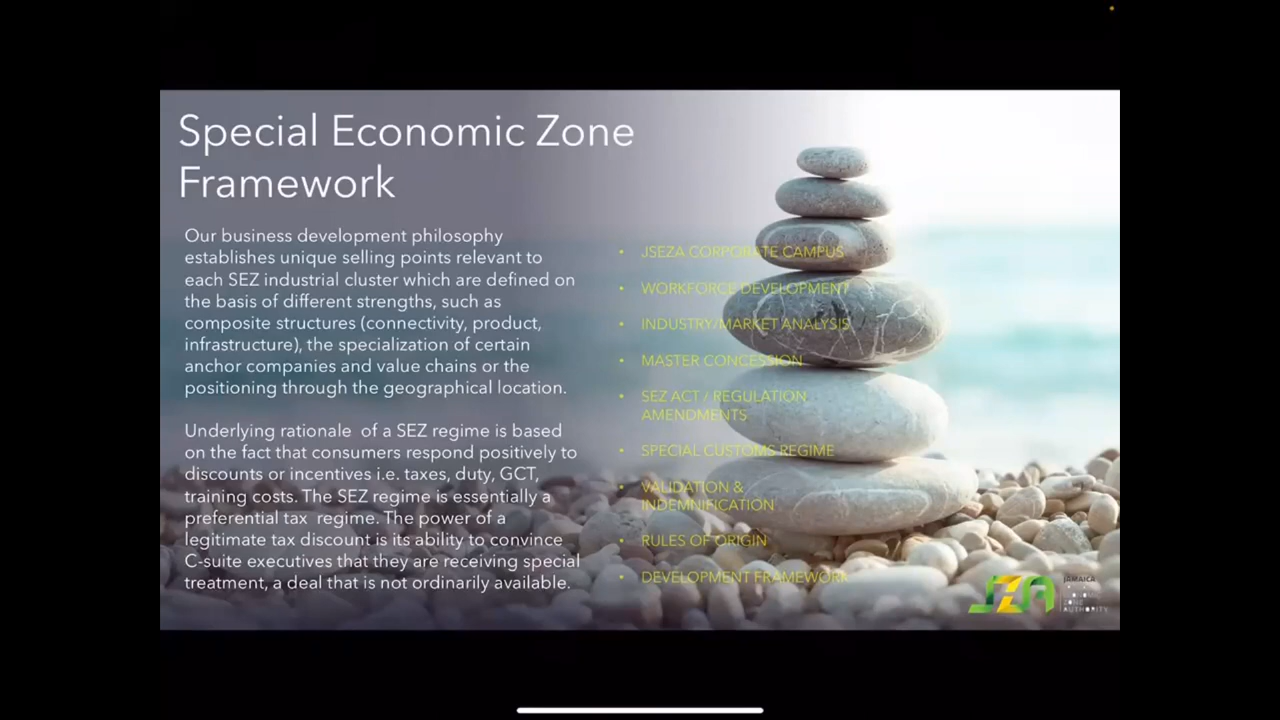 Special Economic Zone
Framework
Our business development philosophy
establishes unique selling points relevant to
each SEZ industrial cluster which are defined on
the basis of different strengths, such as
composite structures (connectivity, product,
infrastructure), the specialization of certain
anchor companies and value chains or the
positioning through the geographical location.
Underlying rationale of a SEZ regime is based
on the fact that consumers respond positively to
discounts or incentives i.e. taxes, duty, GCT,
training costs. The SEZ regime is essentially a
preferential tax regime. The power of a
legitimate tax discount is its ability to convince
C-suite executives that they are receiving special
treatment, a deal that is not ordinarily available.
• JSEZA CORPORATE CAMPUS
• WORKFORCE DEVELOPMENT
• INDUSTRY/MARKET ANALYSIS
• MASTER CONCESSION
• SEZ ACT / REGULATION
AMENDMENTS
• SPECIAL CUSTOMS REGIME
• VALIDATION &
INDEMNIFICATION
• RULES OF ORIGIN
• DEVELOPMENT FRAMEWORK
JAMAICA
ZONE
AUTHORITY